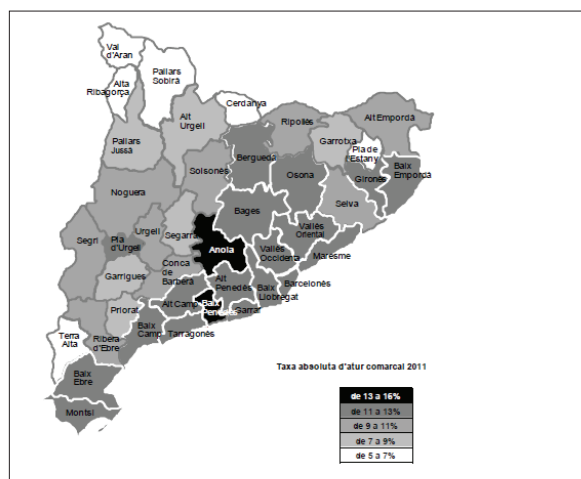 Val
d'Aran
Alta
Ribagorça
Pallars
Sobirà
Cerdanya
Alt
Urgell
Pallars
Jussà
Ripollès
Alt Empordà
Garrotxa
Pla de
l'Estany
Berguedà
Solsonès
Osona
Gironès
Baix
Empordà
Noguera
Bages
Selva
Segrià
Pla
d'Urgel
Urgell
Segarra
Anoia
Vallès
Oriental
Vallès
Occidental
Maresme
Garrigues
Conca
de
Barberà
Alt
Penedès
Baix
Llobregat
Barcelonès
Priorat
Alt Camp
Baix
Penedès
Garraf
Terra
Alta
Ribera
d'Ebre
Baix
Camp
Tarragonès
Baix
Ebre
Montsi
Taxa absoluta d'atur comarcal 2011
de 13 a 16%
de 11 a 13%
de 9 a 11%
de 7 a 9%
de 5 a 7%